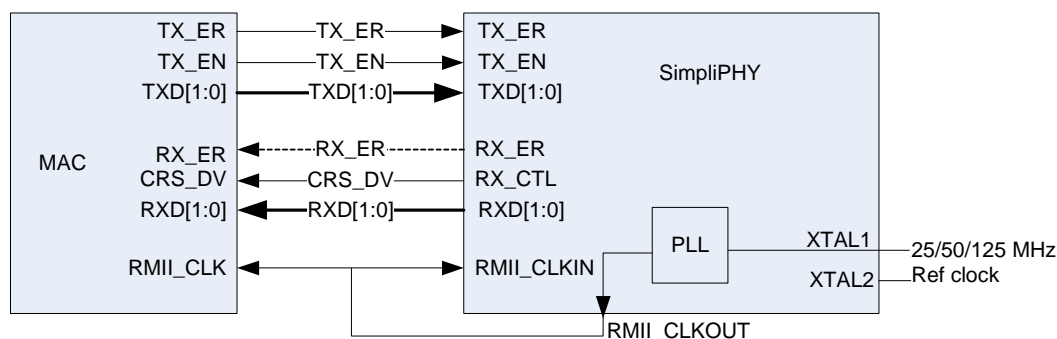 TX_ER TX_ER TX_ER
TX_EN TX_EN TX_EN
SimpliPHY
TXD[1:0] TXD[1:0] TXD[1:0]
MAC
RX_ER RX_ER RX_ER
CRS_DV CRS_DV RX_CTL
RXD[1:0] RXD[1:0] RXD[1:0]
PLL
XTAL1
25/50/125 MHz
RMII_CLK RMII_CLKIN
XTAL2
Ref clock
RMII_CLKOUT